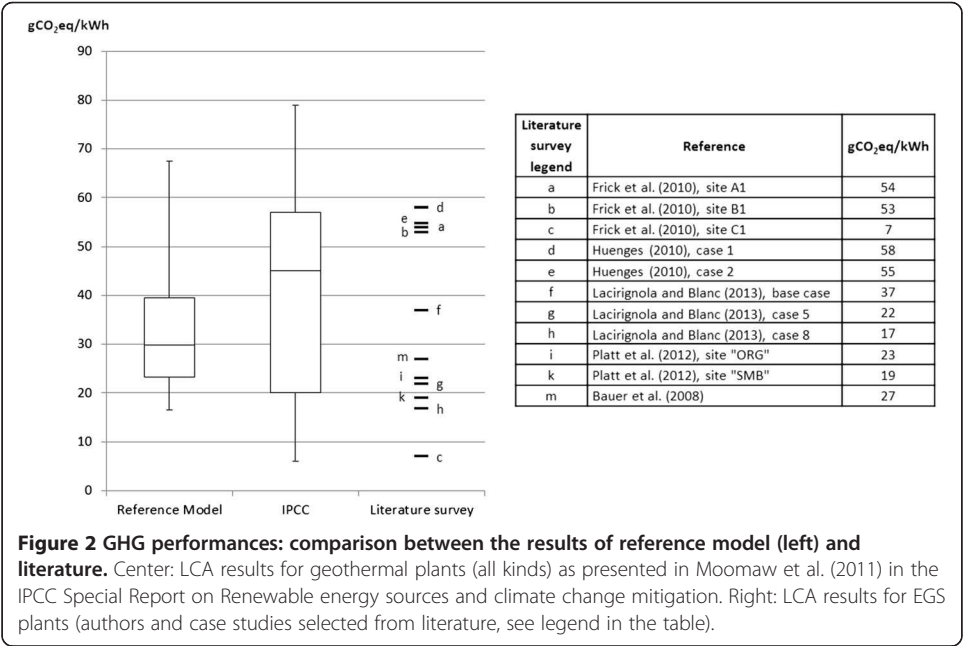 gCO₂eq/kWh
90
80
70
60
50
40
30
20
10
0
Reference Model IPCC Literature survey
d
e
a
b
f
m
i
g
k
h
c
Literature survey legend Reference gCO₂eq/kWh
a Frick et al. (2010), site A1 54
b Frick et al. (2010), site B1 53
c Frick et al. (2010), site C1 7
d Huenges (2010), case 1 58
e Huenges (2010), case 2 55
f Lacirignola and Blanc (2013), base case 37
g Lacirignola and Blanc (2013), case 5 22
h Lacirignola and Blanc (2013), case 8 17
i Platt et al. (2012), site "ORG" 23
k Platt et al. (2012), site "SMB" 19
m Bauer et al. (2008) 27
Figure 2 GHG performances: comparison between the results of reference model (left) and
literature. Center: LCA results for geothermal plants (all kinds) as presented in Moomaw et al. (2011) in the
IPCC Special Report on Renewable energy sources and climate change mitigation. Right: LCA results for EGS
plants (authors and case studies selected from literature, see legend in the table).